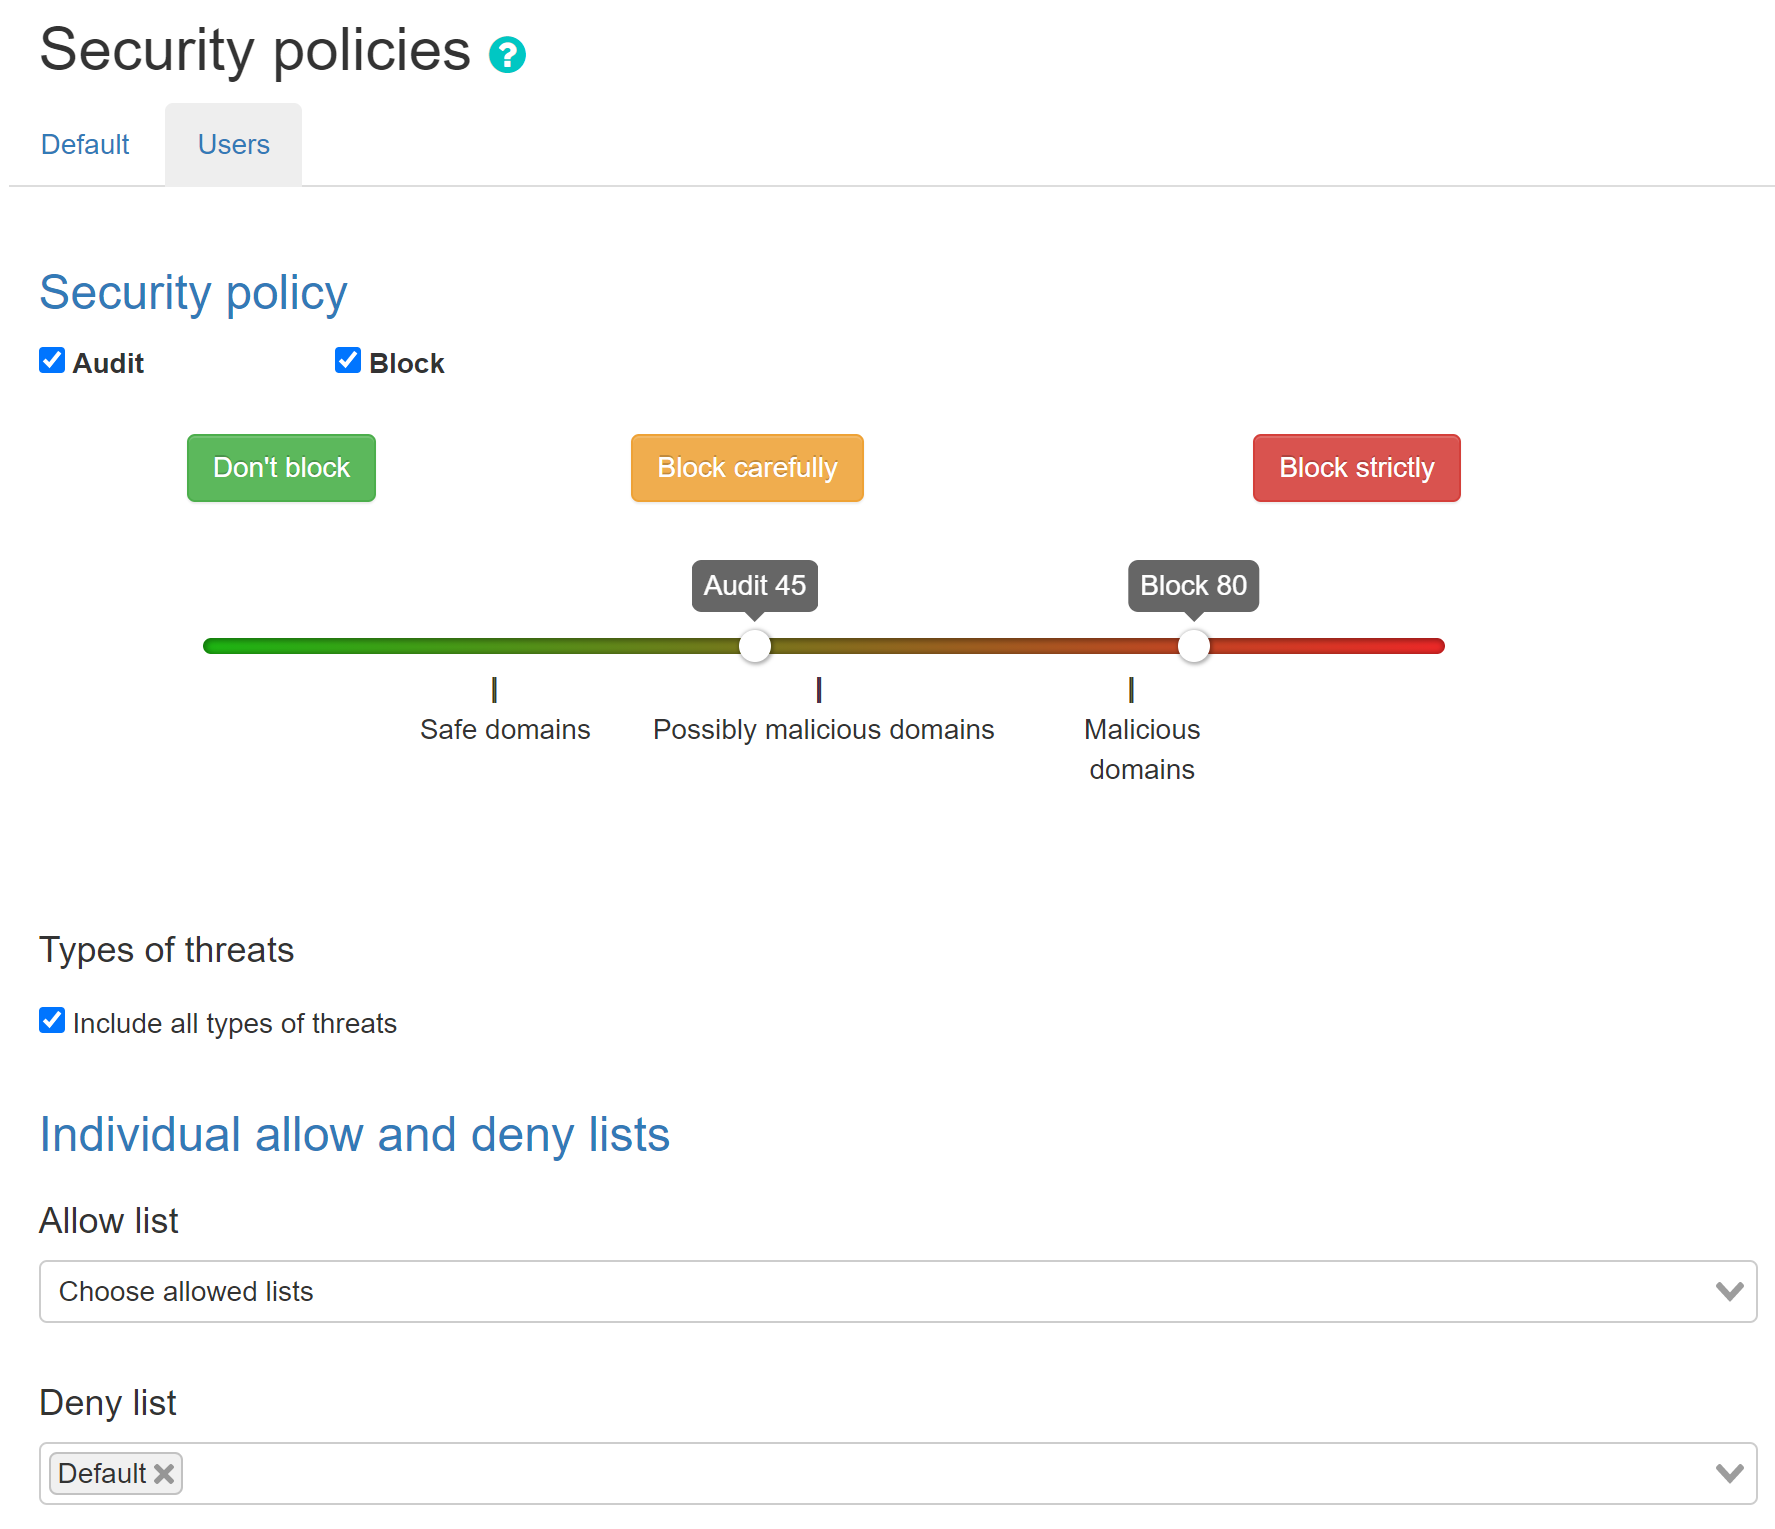 Security policies ?
Default
Users
Security policy
Audit
Block
Don't block
Block carefully
Block strictly
Audit 45
Block 80
Safe domains
Possibly malicious domains
Malicious
domains
Types of threats
Include all types of threats
Individual allow and deny lists
Allow list
Choose allowed lists
Deny list
Default